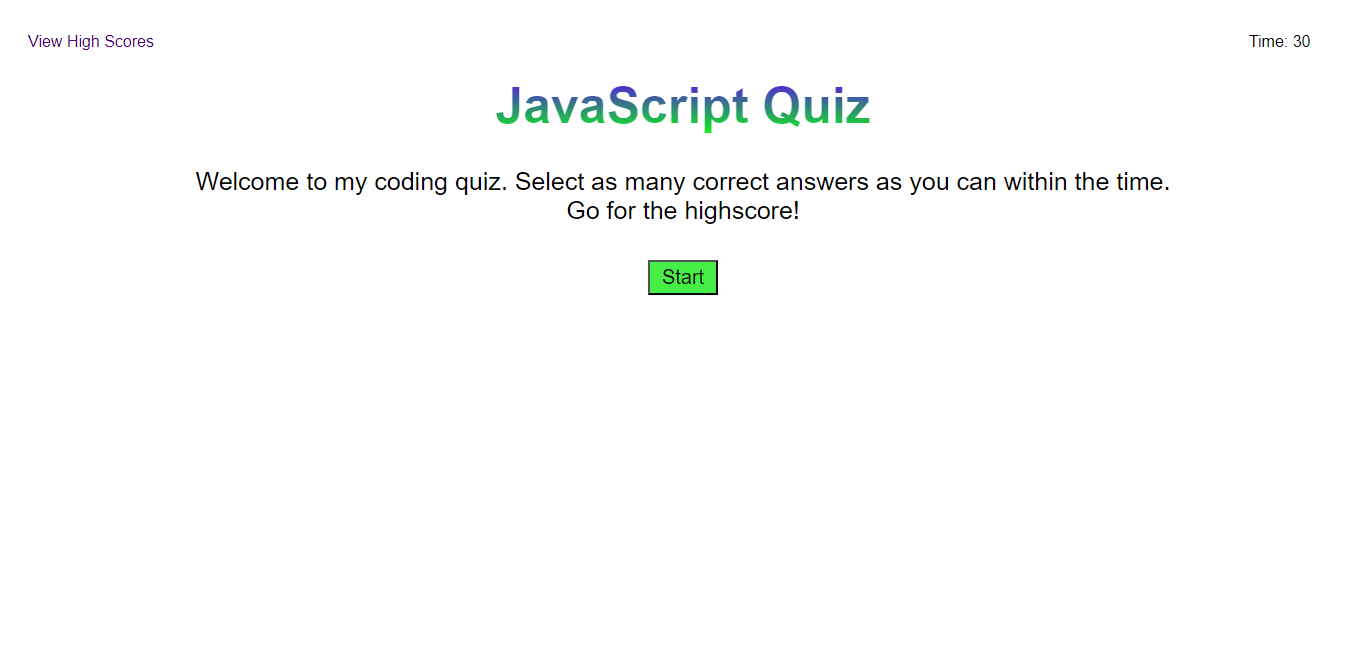 View High Scores
Time: 30
JavaScript Quiz
Welcome to my coding quiz. Select as many correct answers as you can within the time.
Go for the highscore!
Start